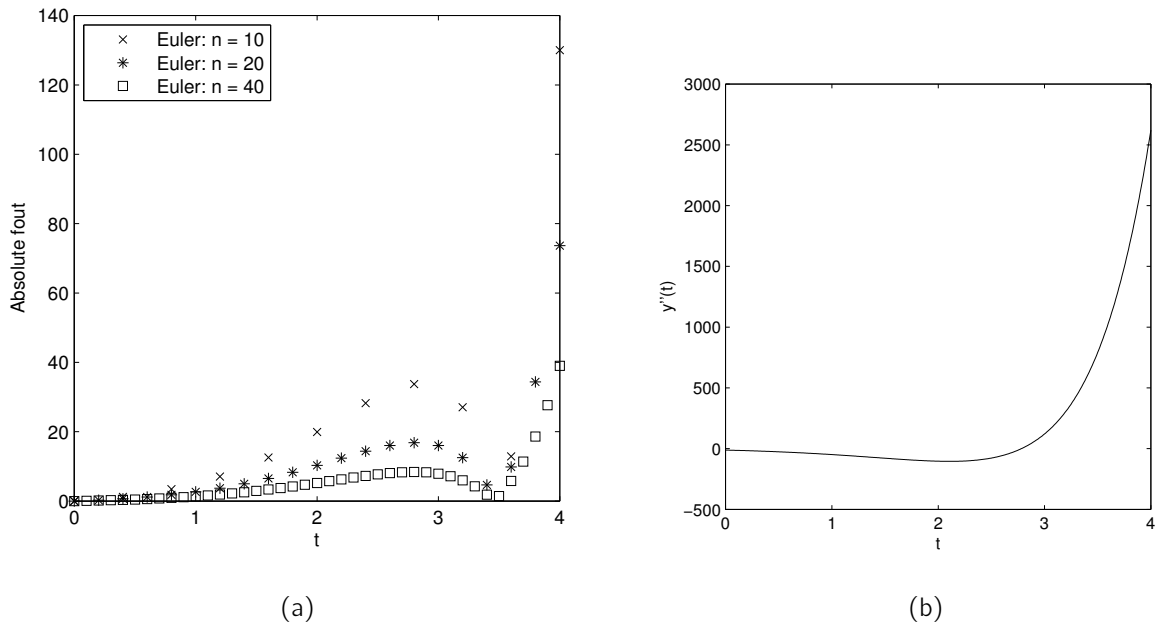 140
120
100
80
60
40
20
0
0 1 2 3 4
Absolute fout
t
Euler: n = 10
Euler: n = 20
Euler: n = 40
(a)
3000
2500
2000
1500
1000
500
0
−500
0 1 2 3 4
y''(t)
t
(b)